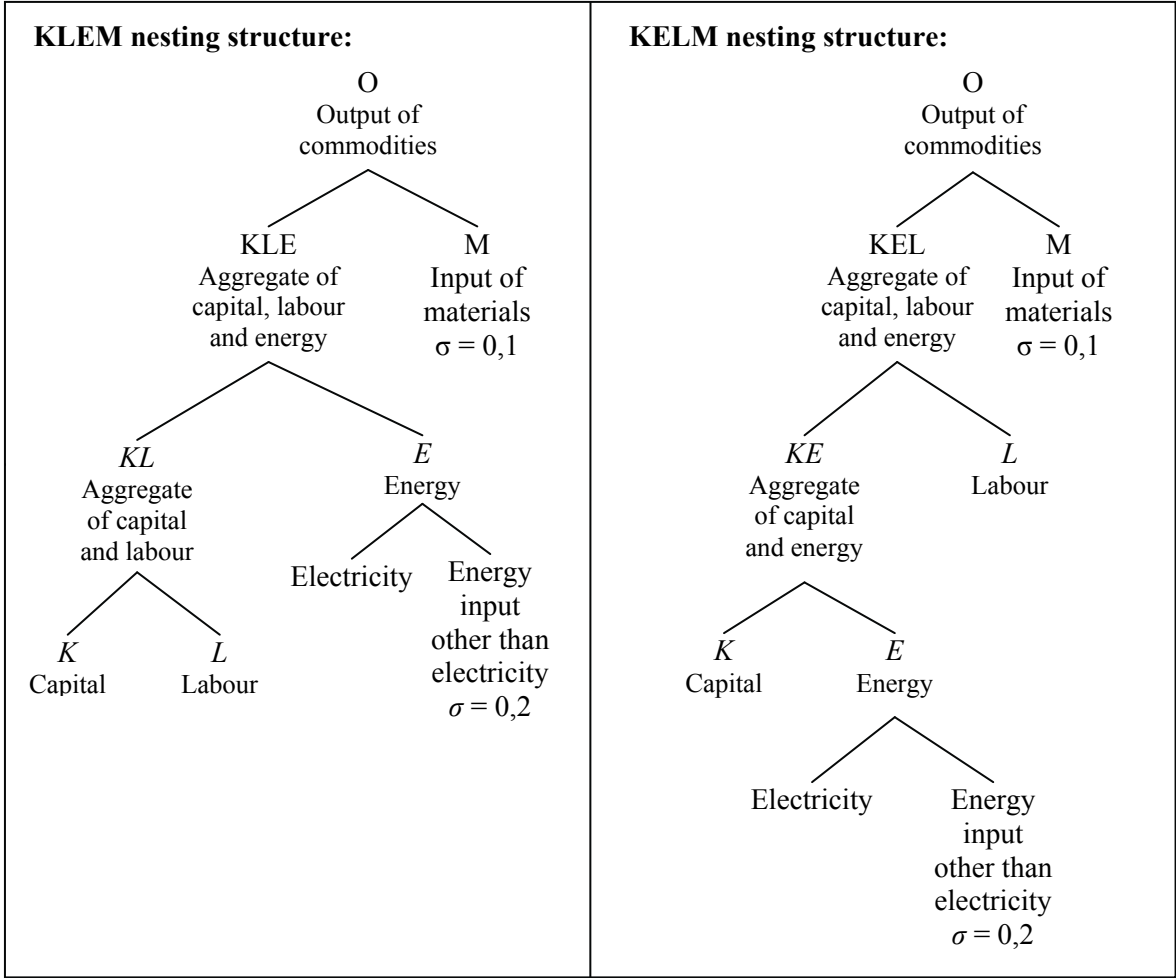 KLEM nesting structure:
O
Output of
commodities
KLE
Aggregate of
capital, labour
and energy
M
Input of
materials
σ = 0,1
KL
Aggregate
of capital
and labour
E
Energy
Electricity
Energy
input
other than
electricity
σ = 0,2
K
Capital
L
Labour
KELM nesting structure:
O
Output of
commodities
KEL
Aggregate of
capital, labour
and energy
M
Input of
materials
σ = 0,1
KE
Aggregate
of capital
and energy
L
Labour
K
Capital
E
Energy
Electricity
Energy
input
other than
electricity
σ = 0,2